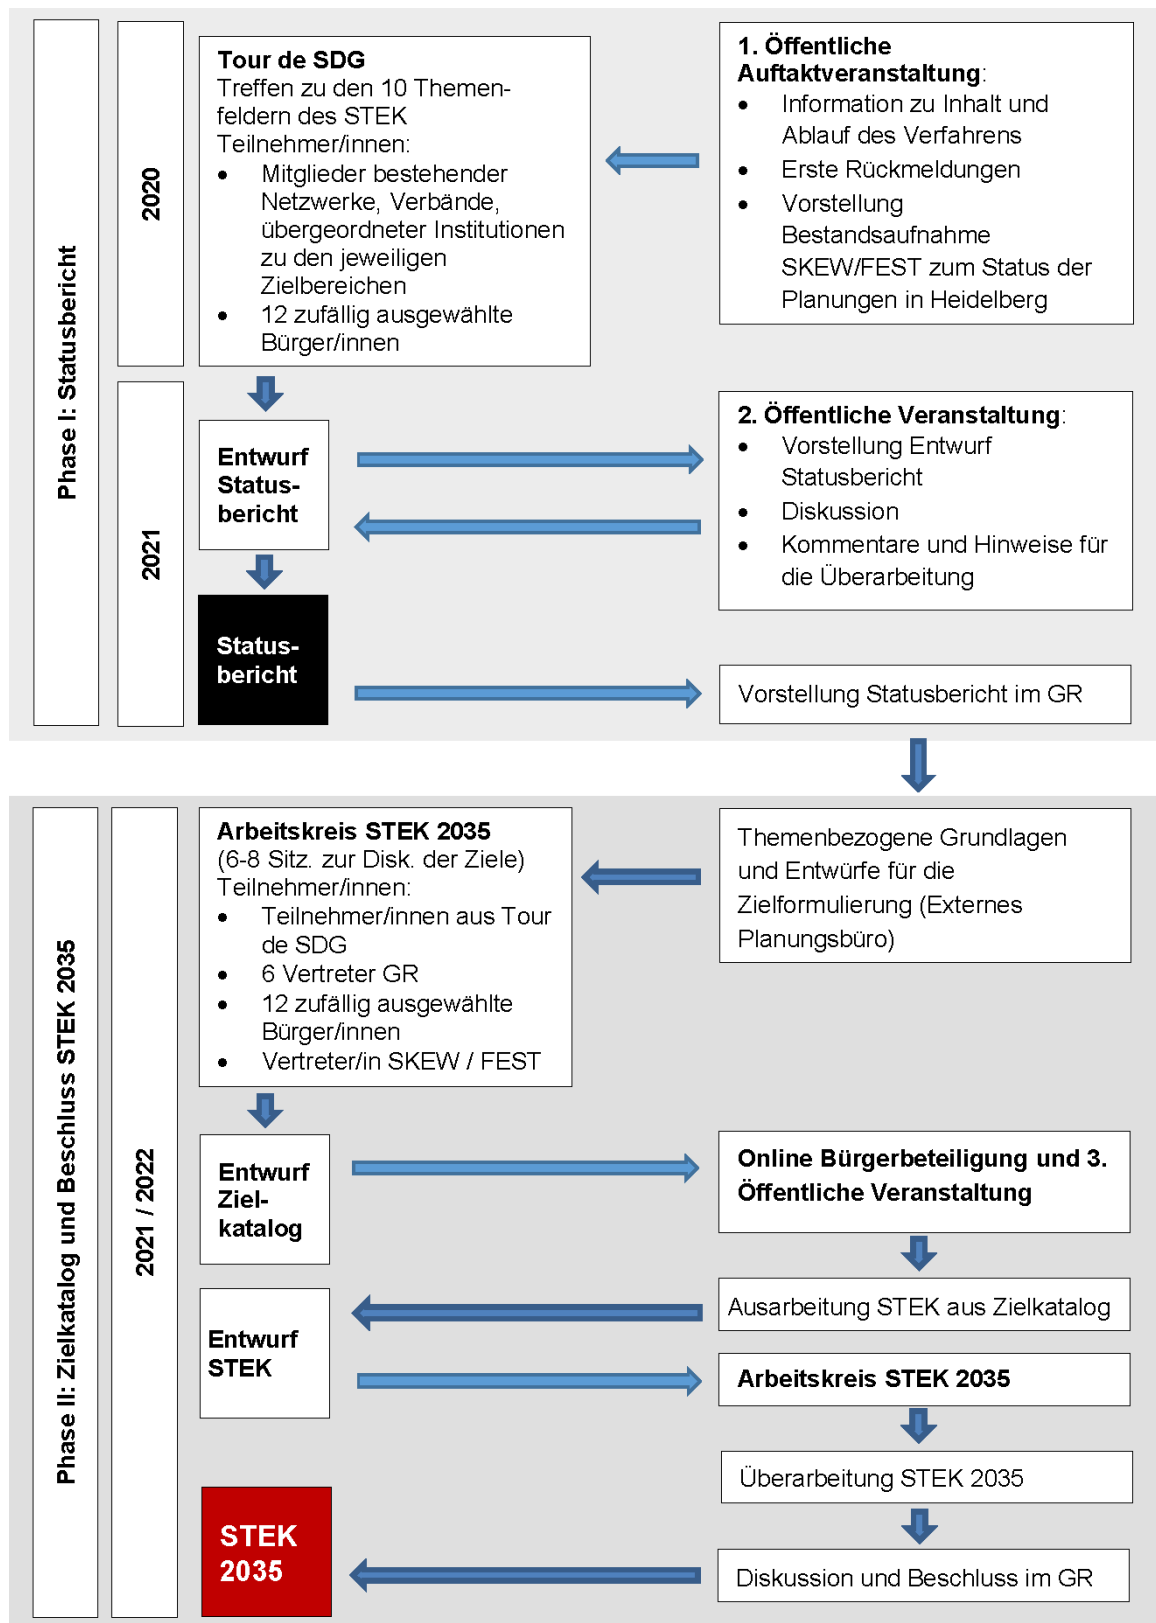 Phase I: Statusbericht
2020
Tour de SDG
Treffen zu den 10 Themen-
feldern des STEK
Teilnehmer/innen:
• Mitglieder bestehender
Netzwerke, Verbände,
übergeordneter Institutionen
zu den jeweiligen
Zielbereichen
• 12 zufällig ausgewählte
Bürger/innen
1. Öffentliche
Auftaktveranstaltung:
• Information zu Inhalt und
Ablauf des Verfahrens
• Erste Rückmeldungen
• Vorstellung
Bestandsaufnahme
SKEW/FEST zum Status der
Planungen in Heidelberg
2021
Entwurf
Status-
bericht
2. Öffentliche Veranstaltung:
• Vorstellung Entwurf
Statusbericht
• Diskussion
• Kommentare und Hinweise für
die Überarbeitung
Status-
bericht
Vorstellung Statusbericht im GR
Phase II: Zielkatalog und Beschluss STEK 2035
2021 / 2022
Arbeitskreis STEK 2035
(6-8 Sitz. zur Disk. der Ziele)
Teilnehmer/innen:
• Teilnehmer/innen aus Tour
de SDG
• 6 Vertreter GR
• 12 zufällig ausgewählte
Bürger/innen
• Vertreter/in SKEW / FEST
Themenbezogene Grundlagen
und Entwürfe für die
Zielformulierung (Externes
Planungsbüro)
Entwurf
Ziel-
katalog
Online Bürgerbeteiligung und 3.
Öffentliche Veranstaltung
Ausarbeitung STEK aus Zielkatalog
Entwurf
STEK
Arbeitskreis STEK 2035
Überarbeitung STEK 2035
STEK
2035
Diskussion und Beschluss im GR